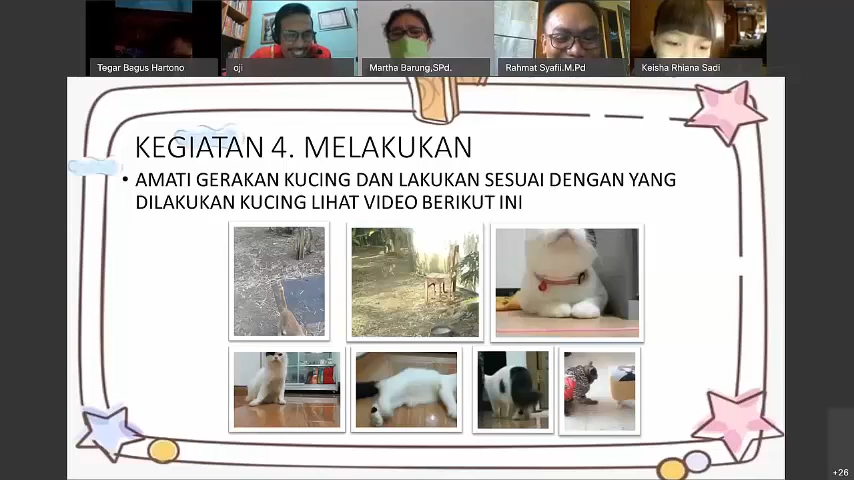 Tegar Bagus Hartono
oji
Martha Barung,SPd.
Rahmat Syafii.M.Pd
Keisha Rhiana Sadi
KEGIATAN 4. MELAKUKAN
• AMATI GERAKAN KUCING DAN LAKUKAN SESUAI DENGAN YANG
DILAKUKAN KUCING LIHAT VIDEO BERIKUT INI
+26